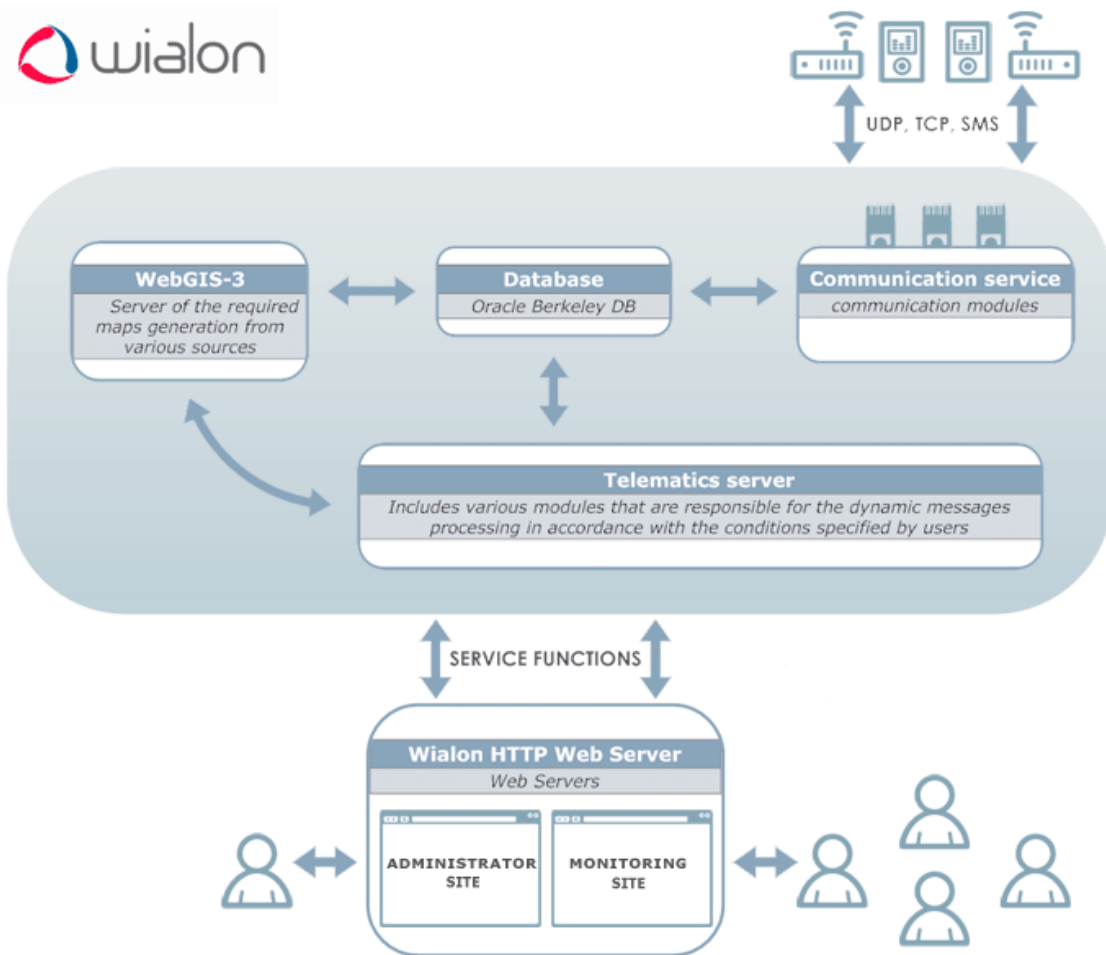 wialon
UDP, TCP, SMS
WebGIS-3
Server of the required
maps generation from
various sources
Database
Oracle Berkeley DB
Communication service
communication modules
Telematics server
Includes various modules that are responsible for the dynamic messages
processing in accordance with the conditions specified by users
SERVICE FUNCTIONS
Wialon HTTP Web Server
Web Servers
ADMINISTRATOR
SITE
MONITORING
SITE